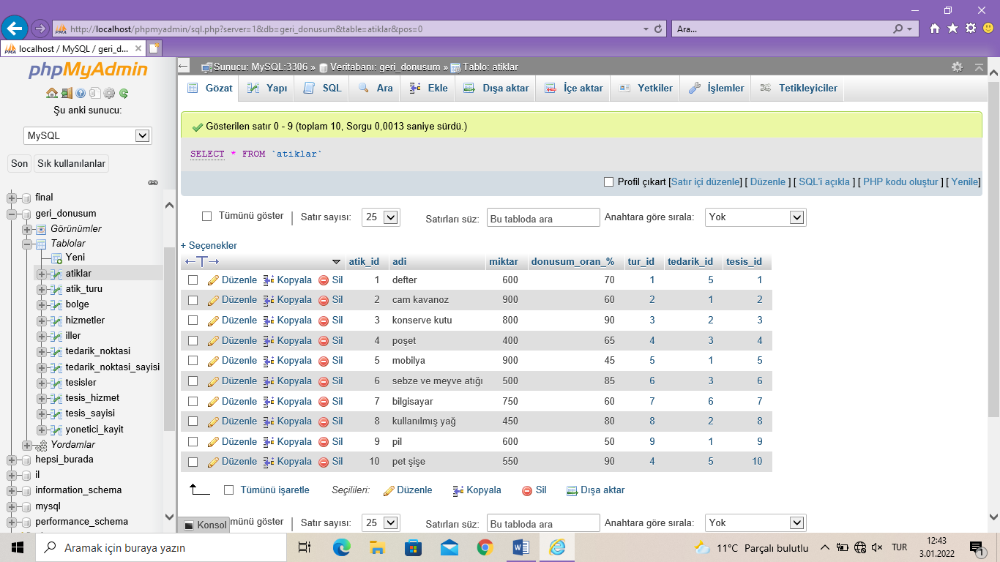 http://localhost/phpmyadmin/sql.php?server=1&db=geri_donusum&table=atiklar&pos=0
Ara...
localhost / MySQL / geri_d...
phpMyAdmin
Şu anki sunucu:
MySQL
Son Sık kullanılanlar
final
geri_donusum
Görünümler
Tablolar
Yeni
atiklar
atik_turu
bolge
hizmetler
iller
tedarik_noktasi
tedarik_noktasi_sayisi
tesisler
tesis_hizmet
tesis_sayisi
yonetici_kayit
Yordamlar
hepsi_burada
il
information_schema
mysql
performance_schema
Sunucu: MySQL:3306 » Veritabanı: geri_donusum » Tablo: atiklar
Gözat Yapı SQL Ara Ekle Dışa aktar İçe aktar Yetkiler İşlemler Tetikleyiciler
Gösterilen satır 0 - 9 (toplam 10, Sorgu 0,0013 saniye sürdü.)
SELECT * FROM `atiklar`
Profil çıkart [Satır içi düzenle] [ Düzenle ] [ SQL'i açıkla ] [ PHP kodu oluştur ] [ Yenile]
Tümünü göster | Satır sayısı: 25 Satırları süz: Bu tabloda ara Anahtara göre sırala: Yok
+ Seçenekler
←T→ atik_id adi miktar donusum_oran_% tur_id tedarik_id tesis_id
Düzenle Kopyala Sil 1 defter 600 70 1 5 1
Düzenle Kopyala Sil 2 cam kavanoz 900 60 2 1 2
Düzenle Kopyala Sil 3 konserve kutu 800 90 3 2 3
Düzenle Kopyala Sil 4 poşet 400 65 4 3 4
Düzenle Kopyala Sil 5 mobilya 900 45 5 1 5
Düzenle Kopyala Sil 6 sebze ve meyve atığı 500 85 6 3 6
Düzenle Kopyala Sil 7 bilgisayar 750 60 7 6 7
Düzenle Kopyala Sil 8 kullanılmış yağ 450 80 8 2 8
Düzenle Kopyala Sil 9 pil 600 50 9 1 9
Düzenle Kopyala Sil 10 pet şişe 550 90 4 5 10
Tümünü işaretle Seçilileri: Düzenle Kopyala Sil Dışa aktar
Konsol
münü göster | Satır sayısı: 25 Satırları süz: Bu tabloda ara Anahtara göre sırala: Yok
Aramak için buraya yazın
11°C Parçalı bulutlu
TUR
12:43
3.01.2022
1